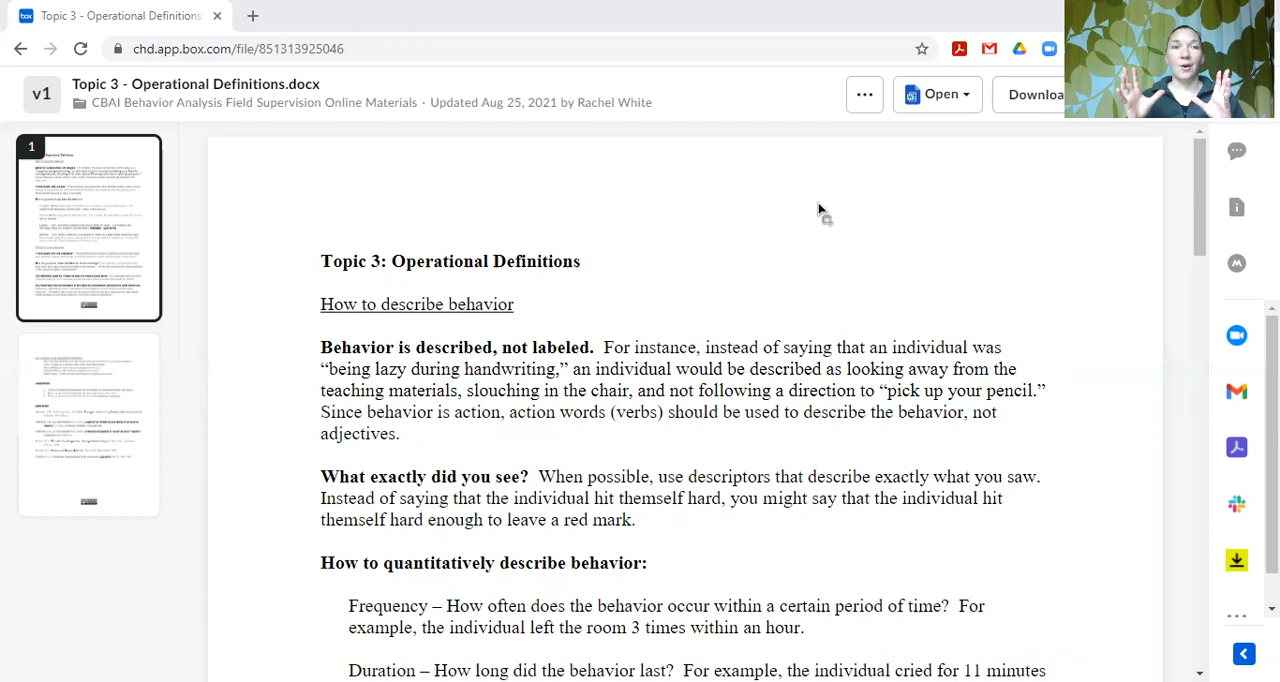 box Topic 3 - Operational Definitions
chd.app.box.com/file/851313925046
v1
Topic 3 - Operational Definitions.docx
CBAI Behavior Analysis Field Supervision Online Materials · Updated Aug 25, 2021 by Rachel White
Open
Downloa
1
Topic 3: Operational Definitions
How to describe behavior
Behavior is described, not labeled. For instance, instead of saying that an individual was
“being lazy during handwriting,” an individual would be described as looking away from the
teaching materials, slouching in the chair, and not following a direction to “pick up your pencil.”
Since behavior is action, action words (verbs) should be used to describe the behavior, not
adjectives.
What exactly did you see? When possible, use descriptors that describe exactly what you saw.
Instead of saying that the individual hit themself hard, you might say that the individual hit
themself hard enough to leave a red mark.
How to quantitatively describe behavior:
Frequency – How often does the behavior occur within a certain period of time? For
example, the individual left the room 3 times within an hour.
Duration – How long did the behavior last? For example, the individual cried for 11 minutes